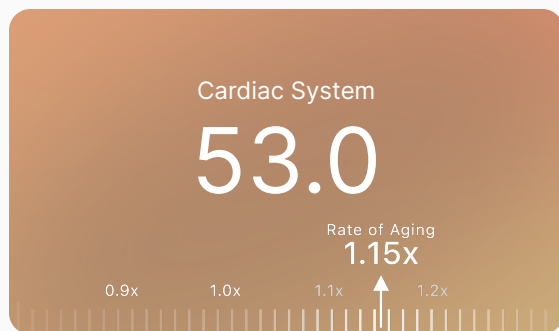 Cardiac System
53.0
Rate of Aging
1.15x
0.9x 1.0x 1.1x 1.2x